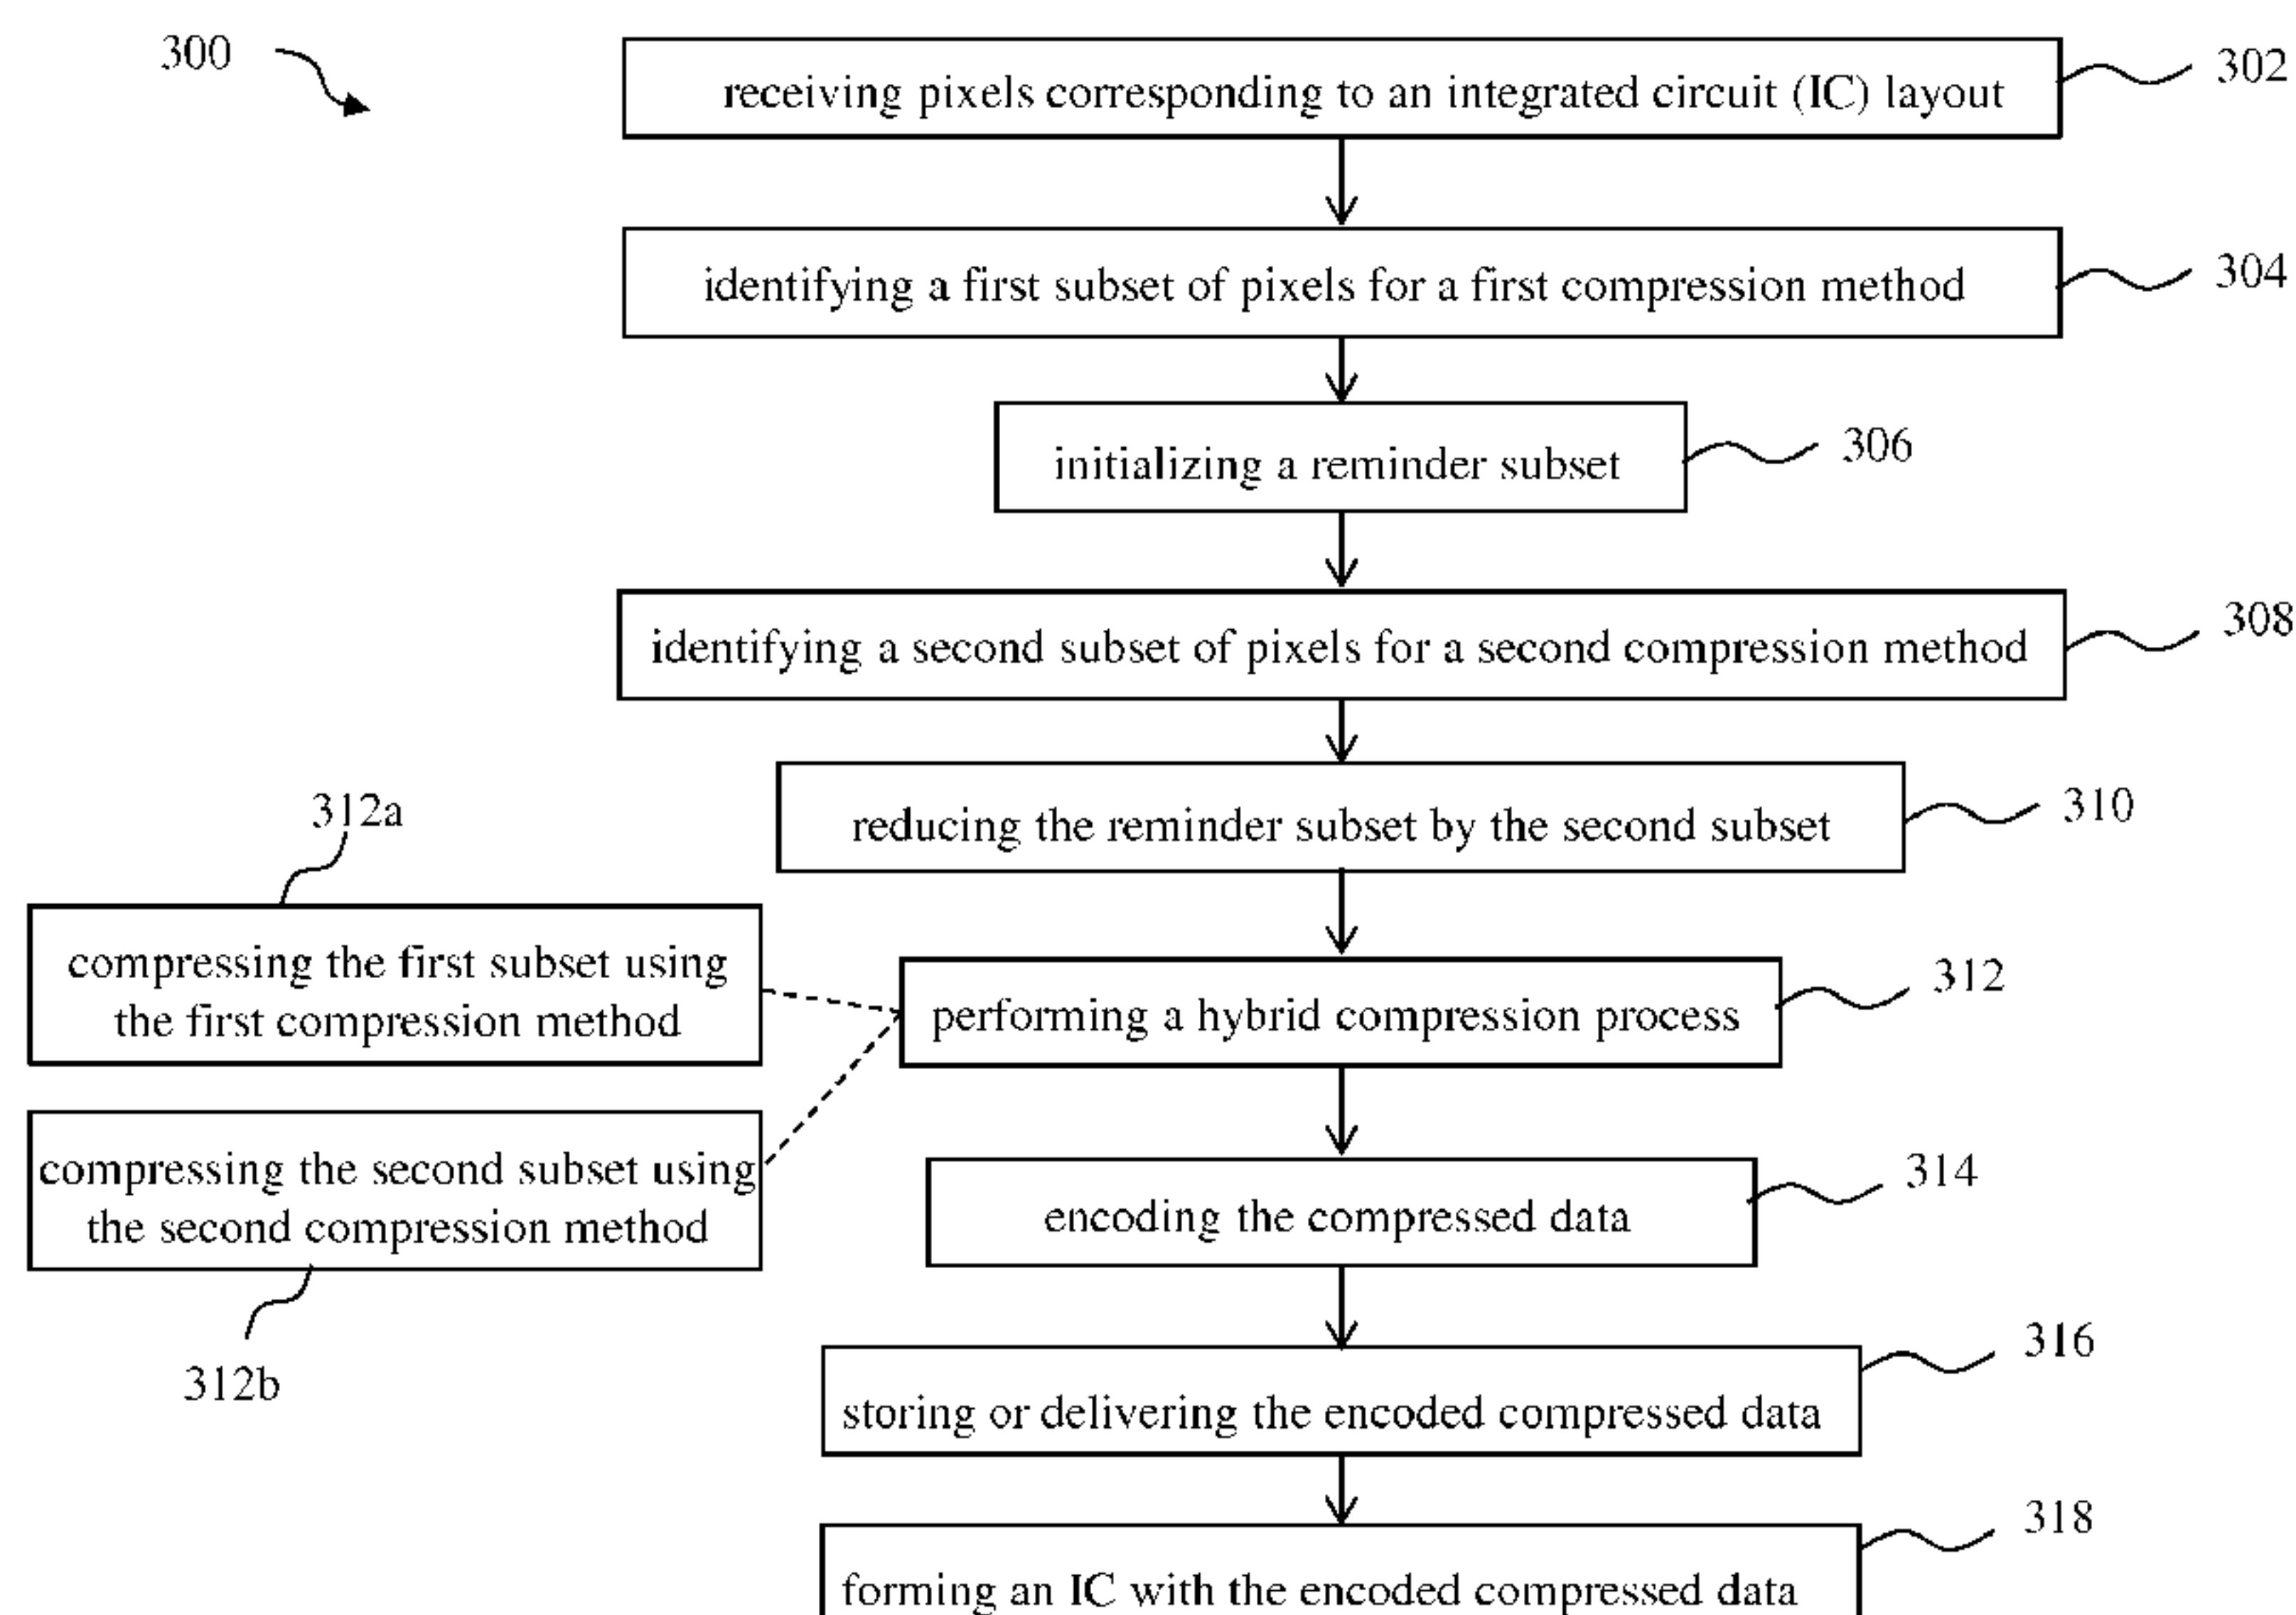 300
receiving pixels corresponding to an integrated circuit (IC) layout
302
identifying a first subset of pixels for a first compression method
304
initializing a reminder subset
306
identifying a second subset of pixels for a second compression method
308
reducing the reminder subset by the second subset
310
312a
compressing the first subset using
the first compression method
performing a hybrid compression process
312
compressing the second subset using
the second compression method
312b
encoding the compressed data
314
storing or delivering the encoded compressed data
316
forming an IC with the encoded compressed data
318